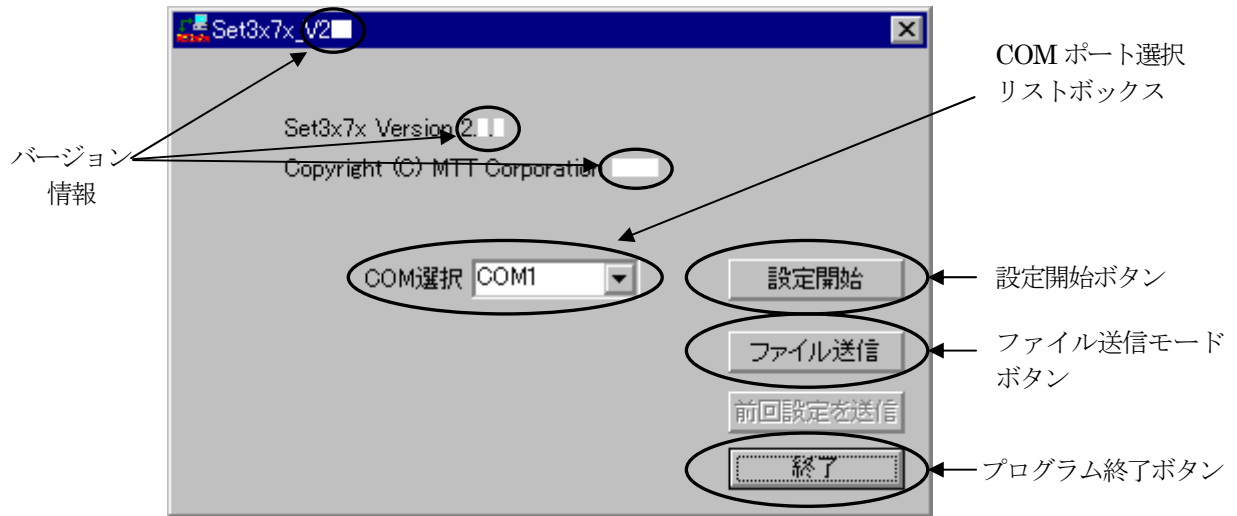 Set3x7x_V2
COM ポート選択
リストボックス
Set3x7x Version 2. .
バージョン
情報
Copyright (C) MTT Corporation
COM選択 COM1
設定開始
設定開始ボタン
ファイル送信
ファイル送信モード
ボタン
前回設定を送信
終了
プログラム終了ボタン